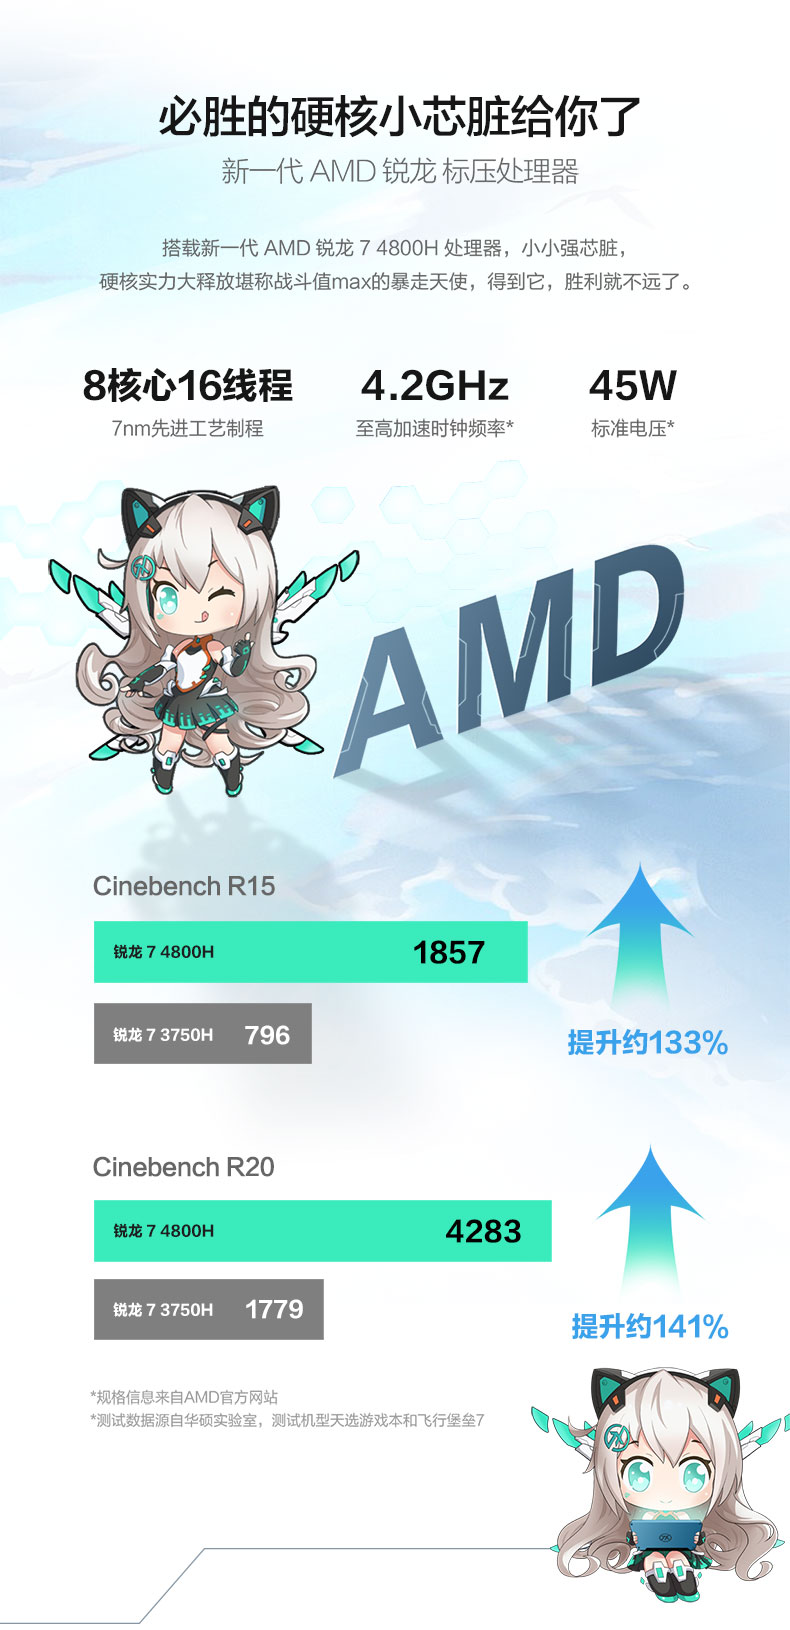 必胜的硬核小芯脏给你了
新一代 AMD 锐龙 标压处理器
搭载新一代 AMD 锐龙 7 4800H 处理器，小小强芯脏，
硬核实力大释放堪称战斗值max的暴走天使，得到它，胜利就不远了。
8核心16线程
7nm先进工艺制程
4.2GHz
至高加速时钟频率*
45W
标准电压*
AMD
Cinebench R15
锐龙 7 4800H 1857
锐龙 7 3750H 796
提升约133%
Cinebench R20
锐龙 7 4800H 4283
锐龙 7 3750H 1779
提升约141%
*规格信息来自AMD官方网站
*测试数据源自华硕实验室，测试机型天选游戏本和飞行堡垒7